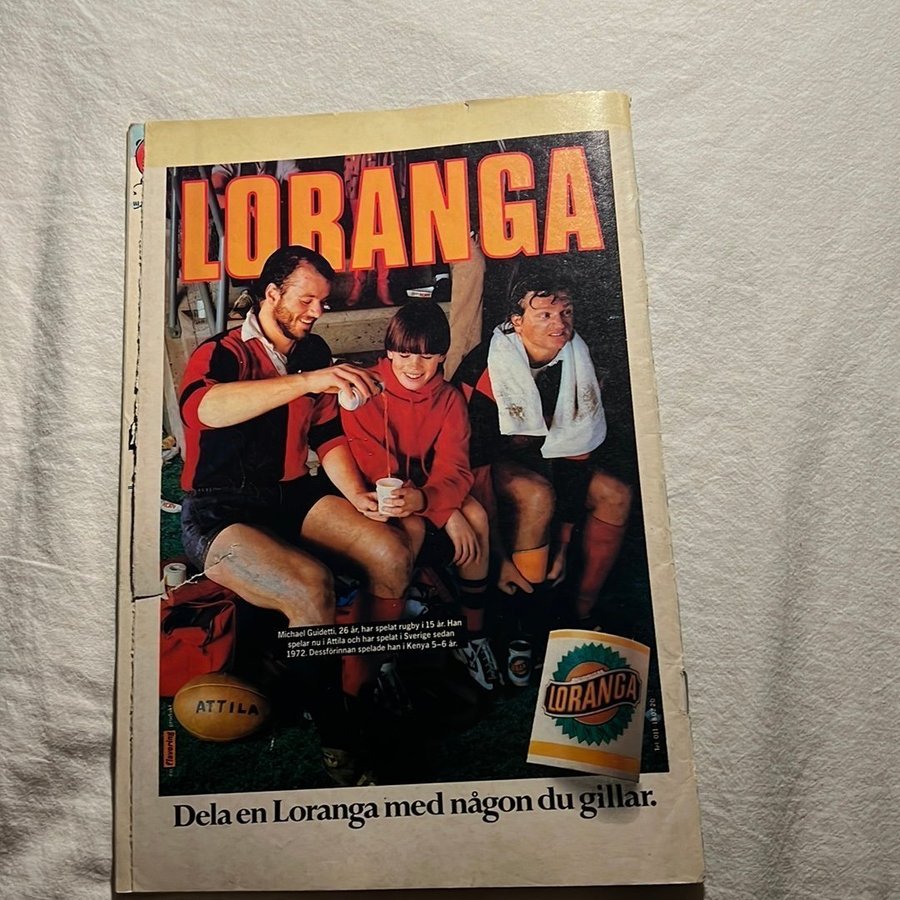 LORANGA
Michael Guidetti, 26 år, har spelat rugby i 15 år. Han
spelar nu i Attila och har spelat i Sverige sedan
1972. Dessförinnan spelade han i Kenya 5–6 år.
ATTILA
LORANGA
flavoring
Dela en Loranga med någon du gillar.